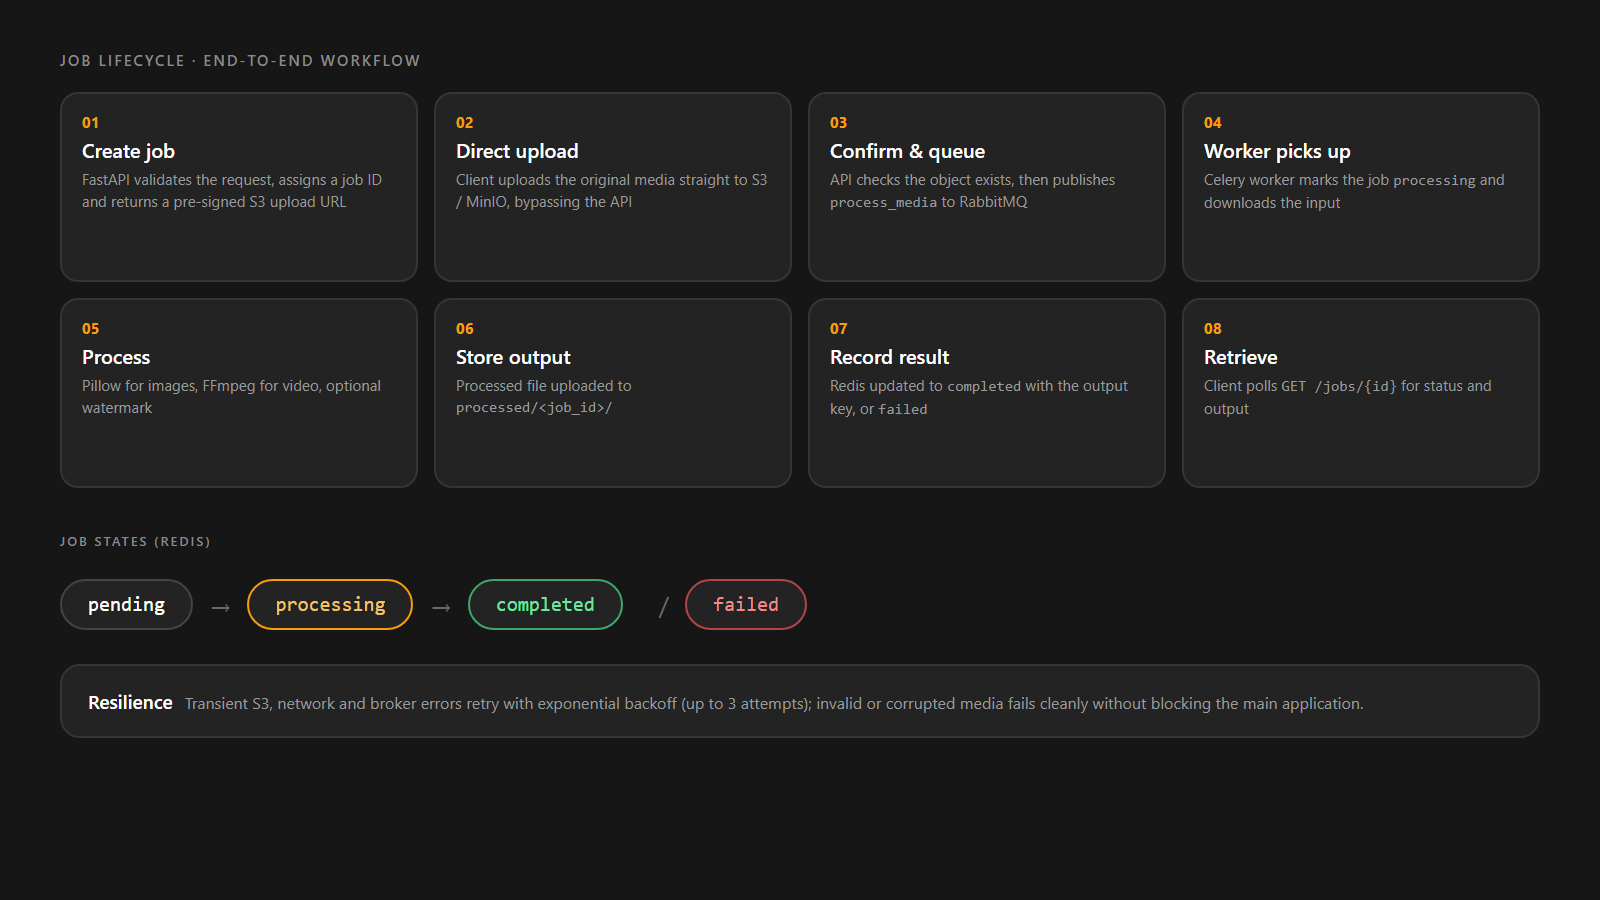 JOB LIFECYCLE · END-TO-END WORKFLOW
01
Create job
FastAPI validates the request, assigns a job ID
and returns a pre-signed S3 upload URL
02
Direct upload
Client uploads the original media straight to S3
/ MinIO, bypassing the API
03
Confirm & queue
API checks the object exists, then publishes
process_media to RabbitMQ
04
Worker picks up
Celery worker marks the job processing and
downloads the input
05
Process
Pillow for images, FFmpeg for video, optional
watermark
06
Store output
Processed file uploaded to
processed/<job_id>/
07
Record result
Redis updated to completed with the output
key, or failed
08
Retrieve
Client polls GET /jobs/{id} for status and
output
JOB STATES (REDIS)
pending → processing → completed / failed
Resilience Transient S3, network and broker errors retry with exponential backoff (up to 3 attempts); invalid or corrupted media fails cleanly without blocking the main application.